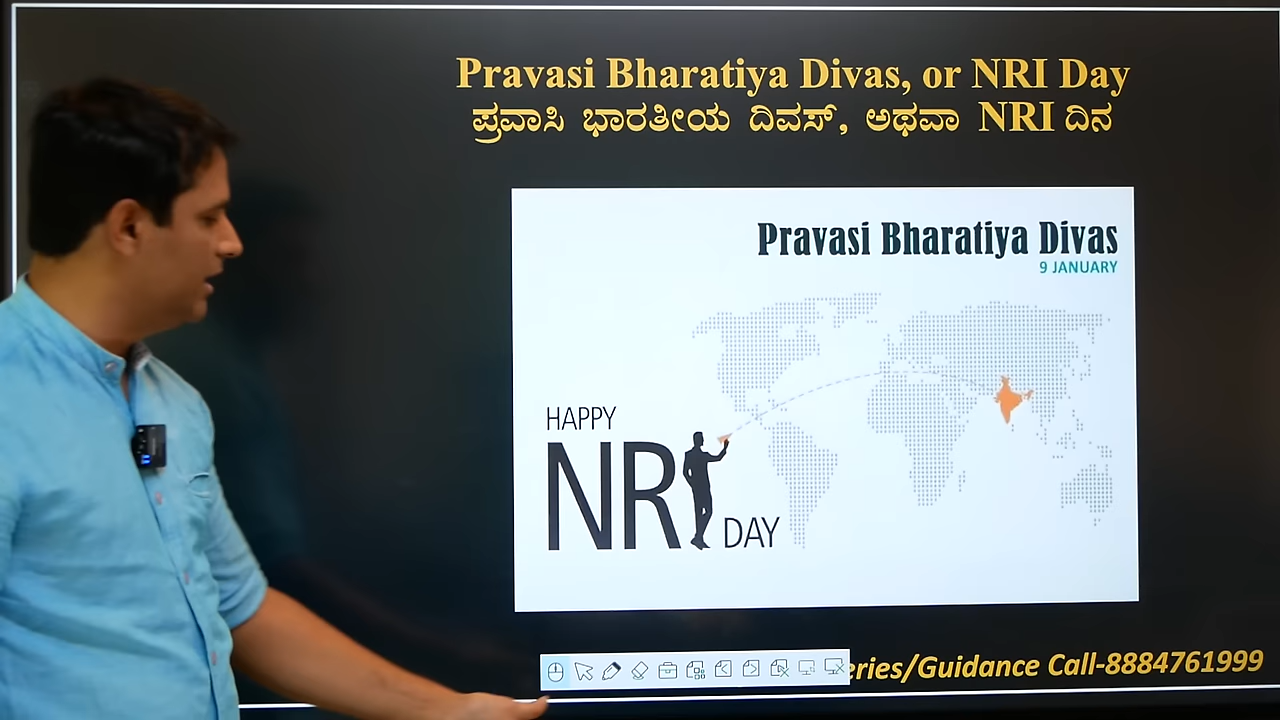 Pravasi Bharatiya Divas, or NRI Day
ಪ್ರವಾಸಿ ಭಾರತೀಯ ದಿವಸ್, ಅಥವಾ NRI ದಿನ
Pravasi Bharatiya Divas
9 JANUARY
HAPPY
NRI
DAY
eries/Guidance Call-8884761999